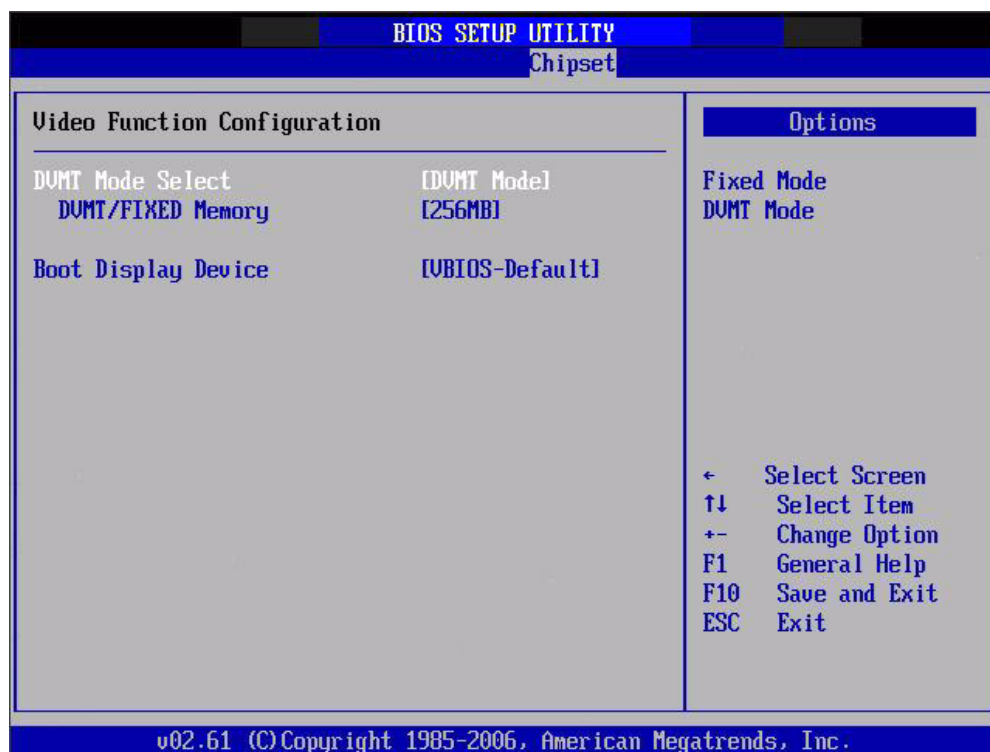 BIOS SETUP UTILITY
Chipset
Video Function Configuration
DVMT Mode Select [DVMT Mode]
DVMT/FIXED Memory [256MB]
Boot Display Device [VBIOS-Default]
Options
Fixed Mode
DVMT Mode
← Select Screen
↑↓ Select Item
+- Change Option
F1 General Help
F10 Save and Exit
ESC Exit
v02.61 (C)Copyright 1985-2006, American Megatrends, Inc.